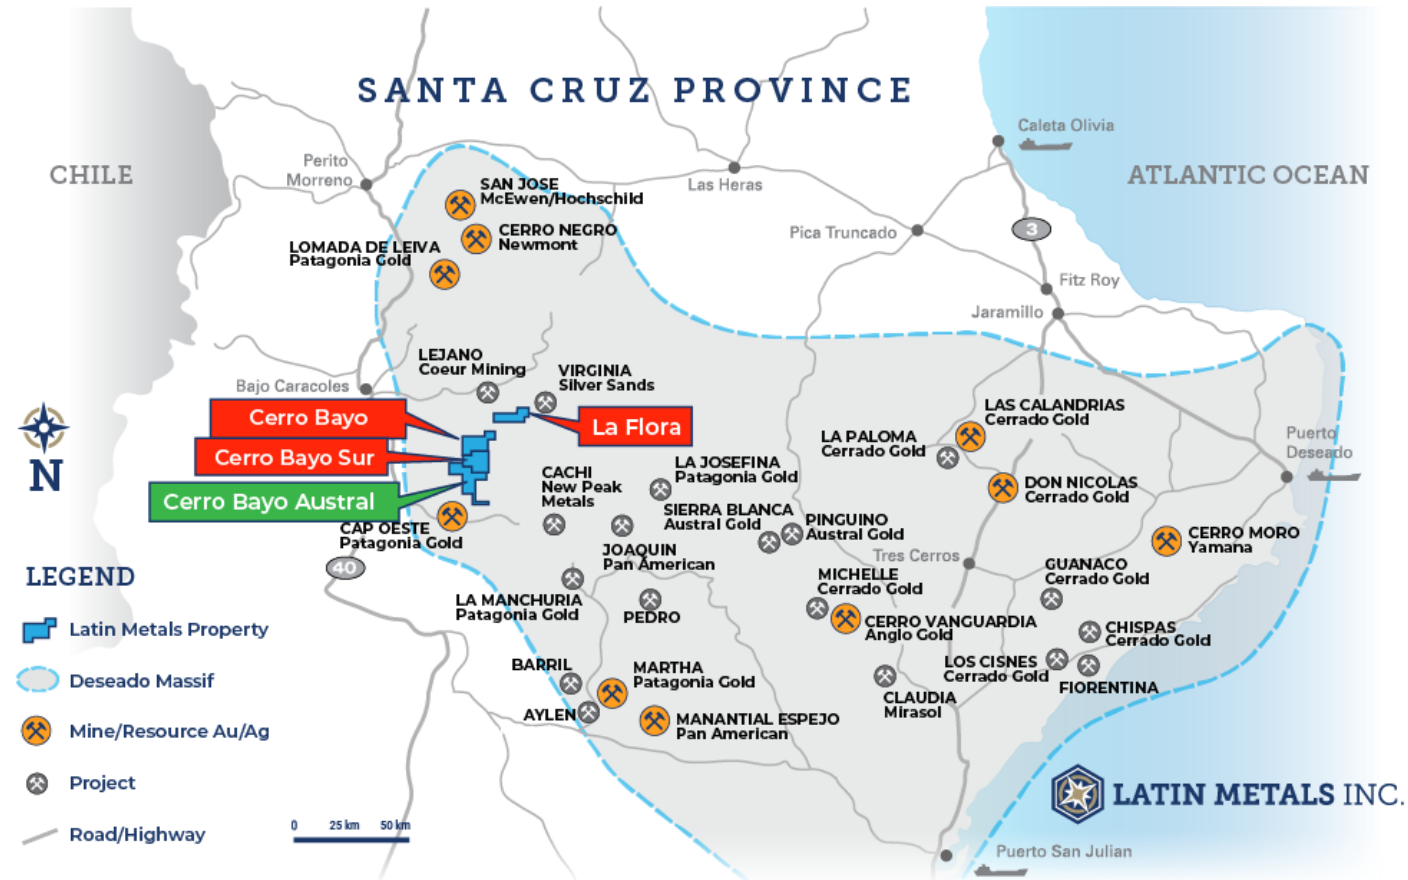 SANTA CRUZ PROVINCE
CHILE
ATLANTIC OCEAN
Caleta Olivia
Perito
Moreno
Las Heras
Pica Truncado
3
Fitz Roy
Jaramillo
SAN JOSE
McEwen/Hochschild
CERRO NEGRO
Newmont
LOMADA DE LEIVA
Patagonia Gold
LEJANO
Coeur Mining
VIRGINIA
Silver Sands
Bajo Caracoles
Cerro Bayo
La Flora
Cerro Bayo Sur
Cerro Bayo Austral
N
LAS CALANDRIAS
Cerrado Gold
LA PALOMA
Cerrado Gold
Puerto
Deseado
CACHI
New Peak
Metals
LA JOSEFINA
Patagonia Gold
DON NICOLAS
Cerrado Gold
SIERRA BLANCA
Austral Gold
PINGUINO
Austral Gold
CAP OESTE
Patagonia Gold
CERRO MORO
Yamana
JOAQUIN
Pan American
Tres Cerros
40
GUANACO
Cerrado Gold
MICHELLE
Cerrado Gold
LA MANCHURIA
Patagonia Gold
PEDRO
CERRO VANGUARDIA
Anglo Gold
CHISPAS
Cerrado Gold
BARRIL
MARTHA
Patagonia Gold
LOS CISNES
Cerrado Gold
FIORENTINA
CLAUDIA
Mirasol
AYLEN
MANANTIAL ESPEJO
Pan American
LEGEND
Latin Metals Property
Deseado Massif
Mine/Resource Au/Ag
Project
Road/Highway
0 25 km 50 km
LATIN METALS INC.
Puerto San Julian